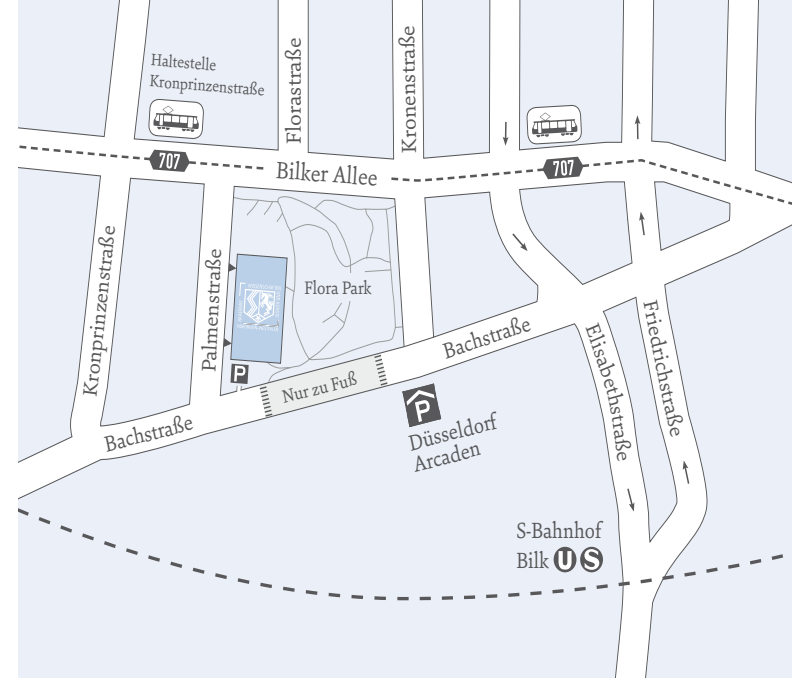 Haltestelle
Kronprinzenstraße
Florastraße
Kronenstraße
707
Bilker Allee
707
Kronprinzenstraße
Palmenstraße
Flora Park
P
Nur zu Fuß
Bachstraße
Bachstraße
P
Düsseldorf
Arcaden
Elisabethstraße
Friedrichstraße
S-Bahnhof
Bilk U S